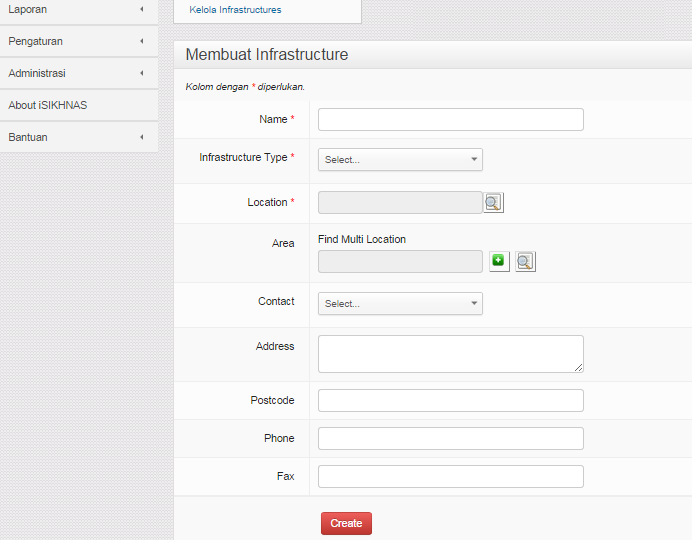 Laporan
Pengaturan
Administrasi
About iSIKHNAS
Bantuan
Kelola Infrastructures
Membuat Infrastructure
Kolom dengan * diperlukan.
Name *
Infrastructure Type *
Select...
Location *
Area
Find Multi Location
Contact
Select...
Address
Postcode
Phone
Fax
Create